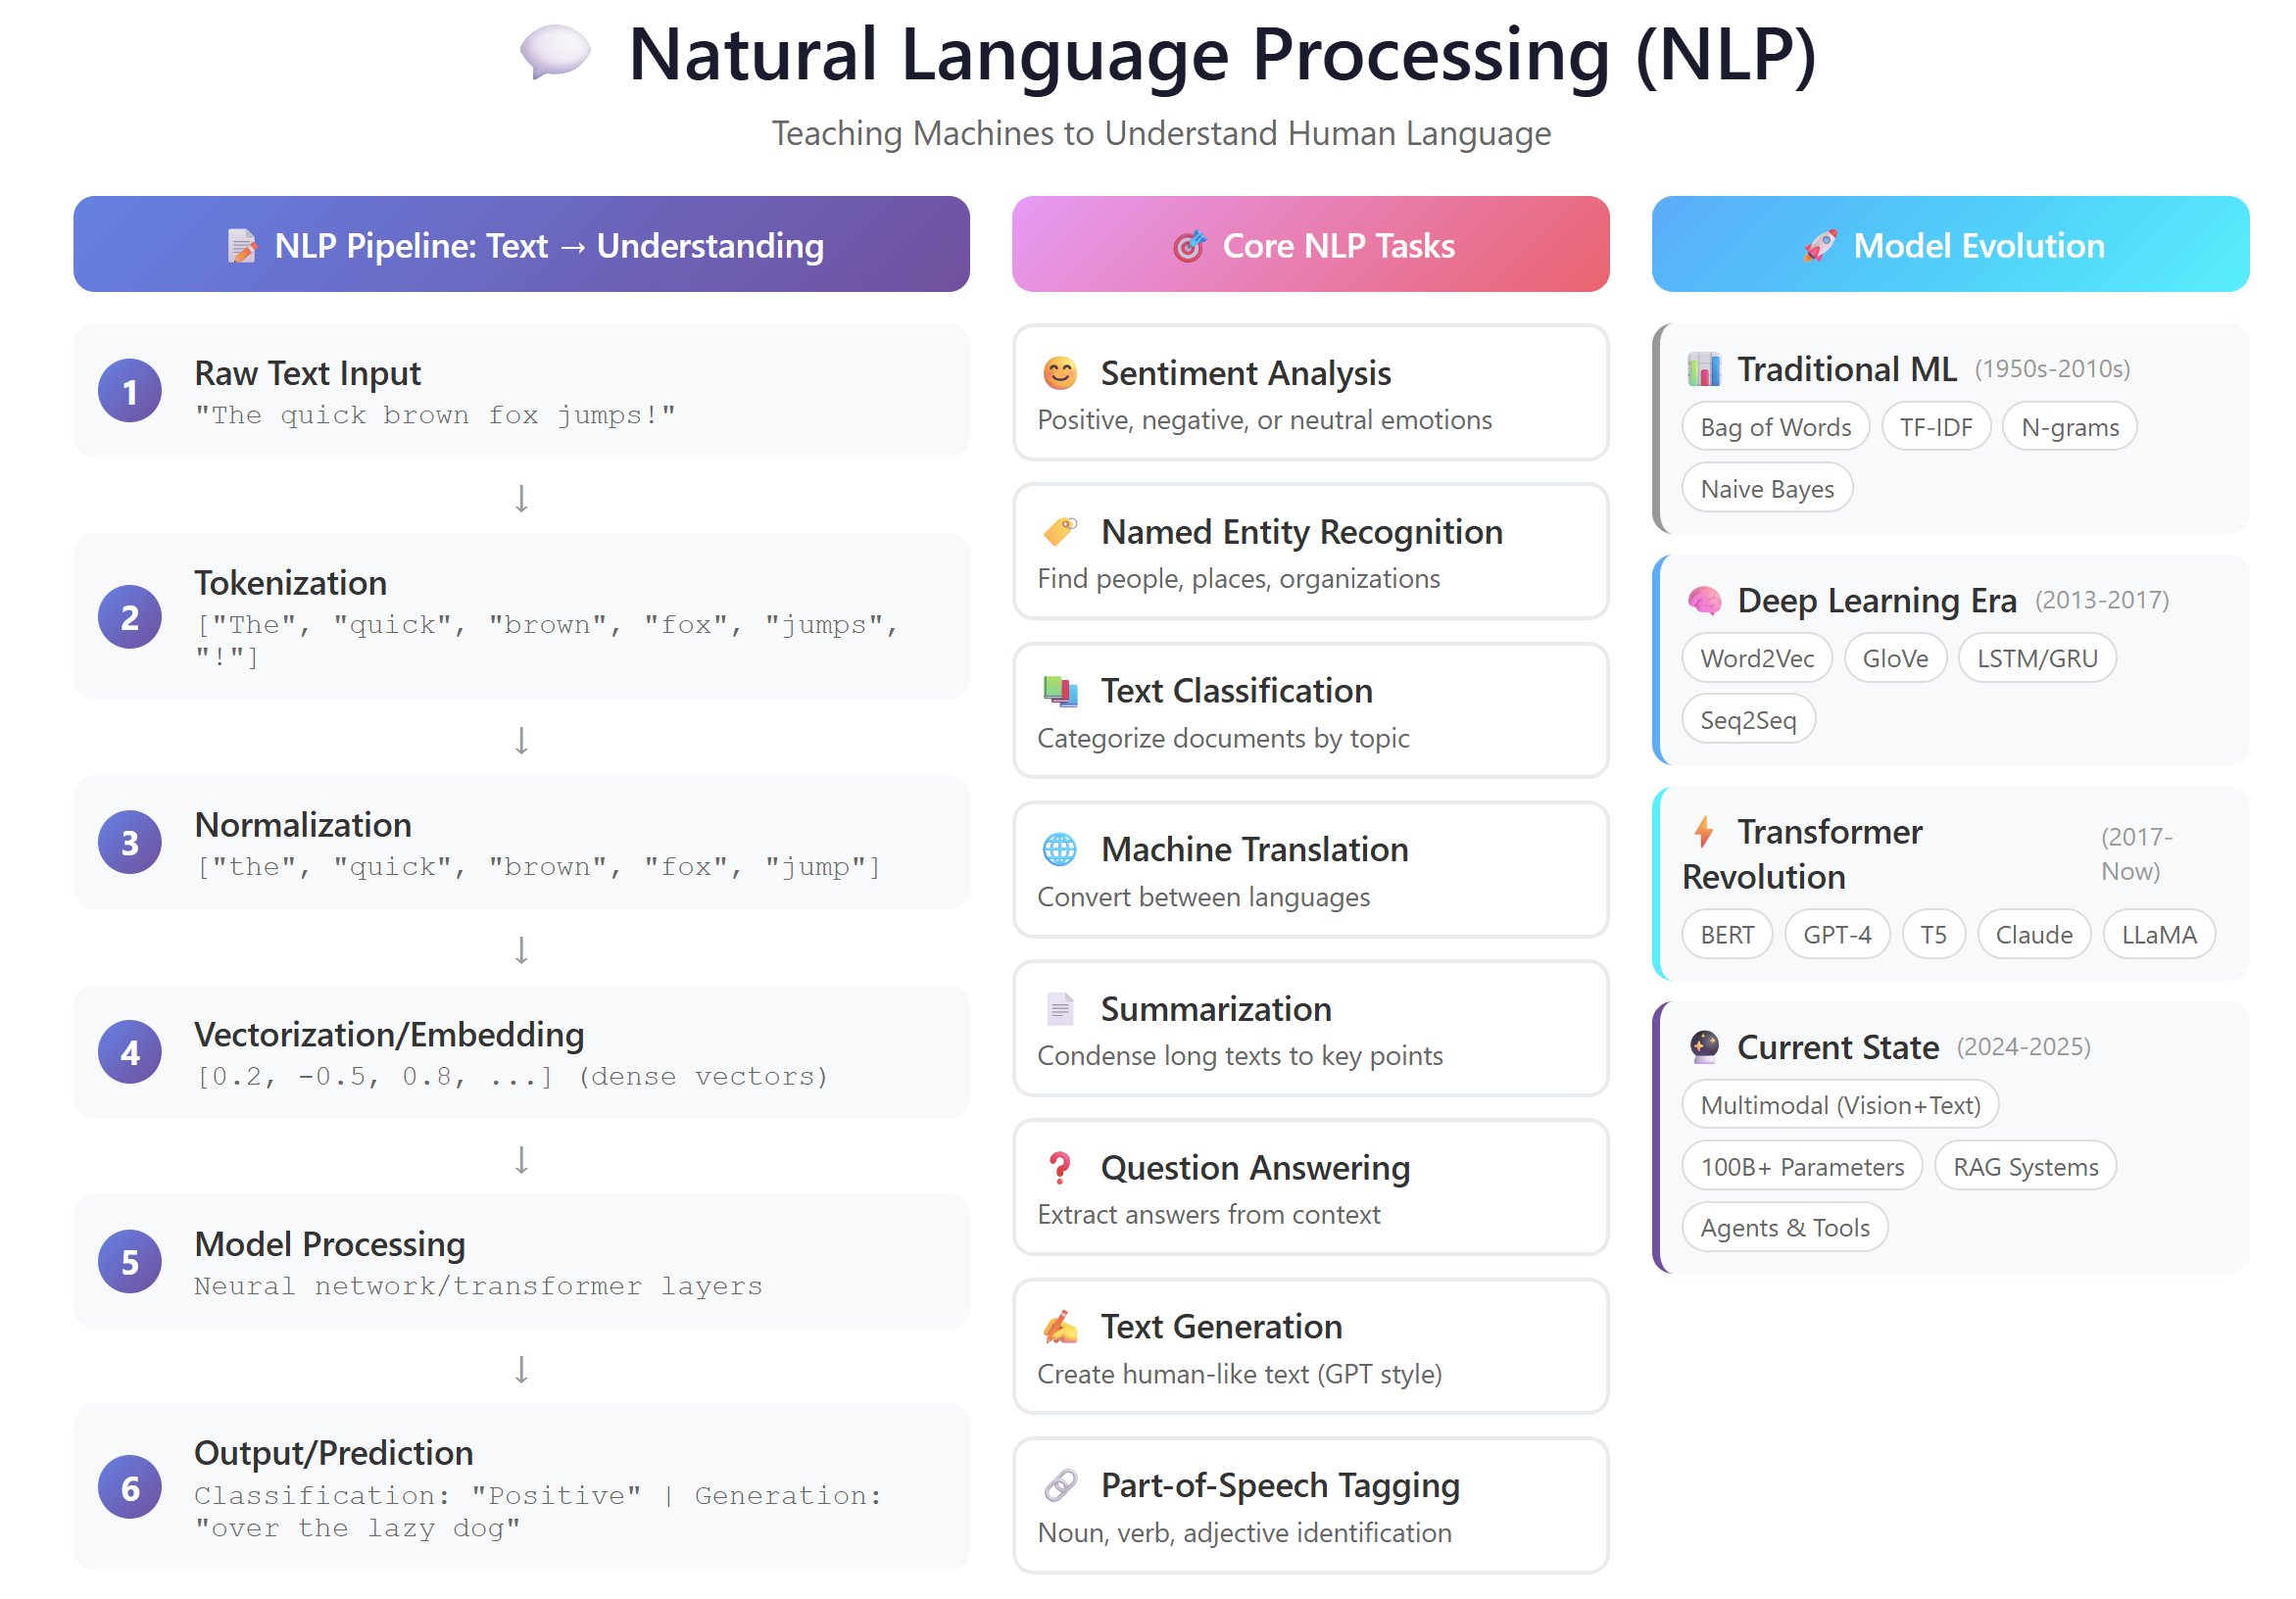 Natural Language Processing (NLP)
Teaching Machines to Understand Human Language
NLP Pipeline: Text → Understanding
1
Raw Text Input
"The quick brown fox jumps!"
↓
2
Tokenization
["The", "quick", "brown", "fox", "jumps",
"!"]
↓
3
Normalization
["the", "quick", "brown", "fox", "jump"]
↓
4
Vectorization/Embedding
[0.2, -0.5, 0.8, ...] (dense vectors)
↓
5
Model Processing
Neural network/transformer layers
↓
6
Output/Prediction
Classification: "Positive" | Generation:
"over the lazy dog"
Core NLP Tasks
Sentiment Analysis
Positive, negative, or neutral emotions
Named Entity Recognition
Find people, places, organizations
Text Classification
Categorize documents by topic
Machine Translation
Convert between languages
Summarization
Condense long texts to key points
Question Answering
Extract answers from context
Text Generation
Create human-like text (GPT style)
Part-of-Speech Tagging
Noun, verb, adjective identification
Model Evolution
Traditional ML (1950s-2010s)
Bag of Words TF-IDF N-grams
Naive Bayes
Deep Learning Era (2013-2017)
Word2Vec GloVe LSTM/GRU
Seq2Seq
Transformer
Revolution
(2017-
Now)
BERT GPT-4 T5 Claude LLaMA
Current State (2024-2025)
Multimodal (Vision+Text)
100B+ Parameters RAG Systems
Agents & Tools